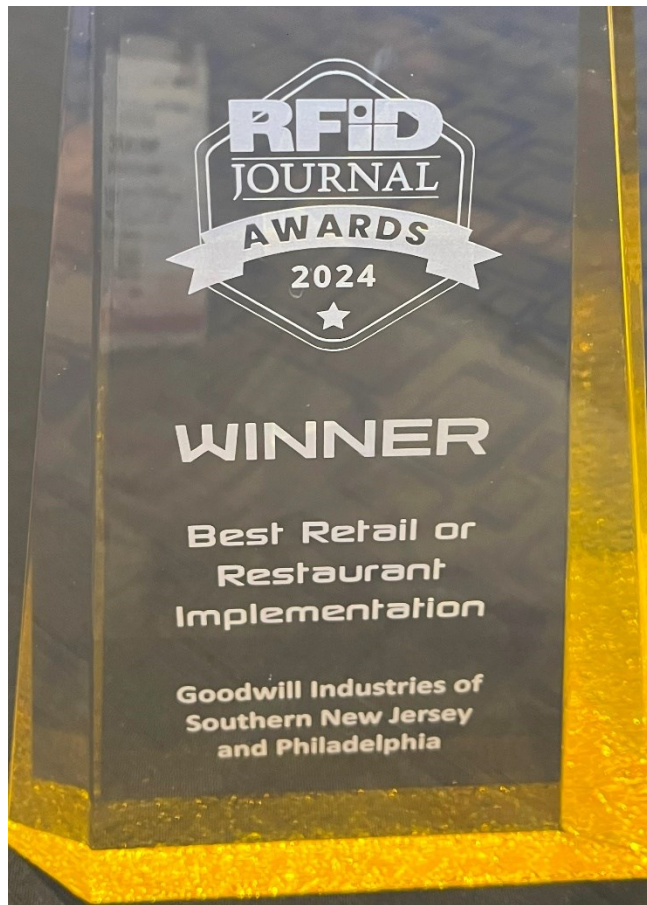 RFiD
JOURNAL
AWARDS
2024
WINNER
Best Retail or
Restaurant
Implementation
Goodwill Industries of
Southern New Jersey
and Philadelphia